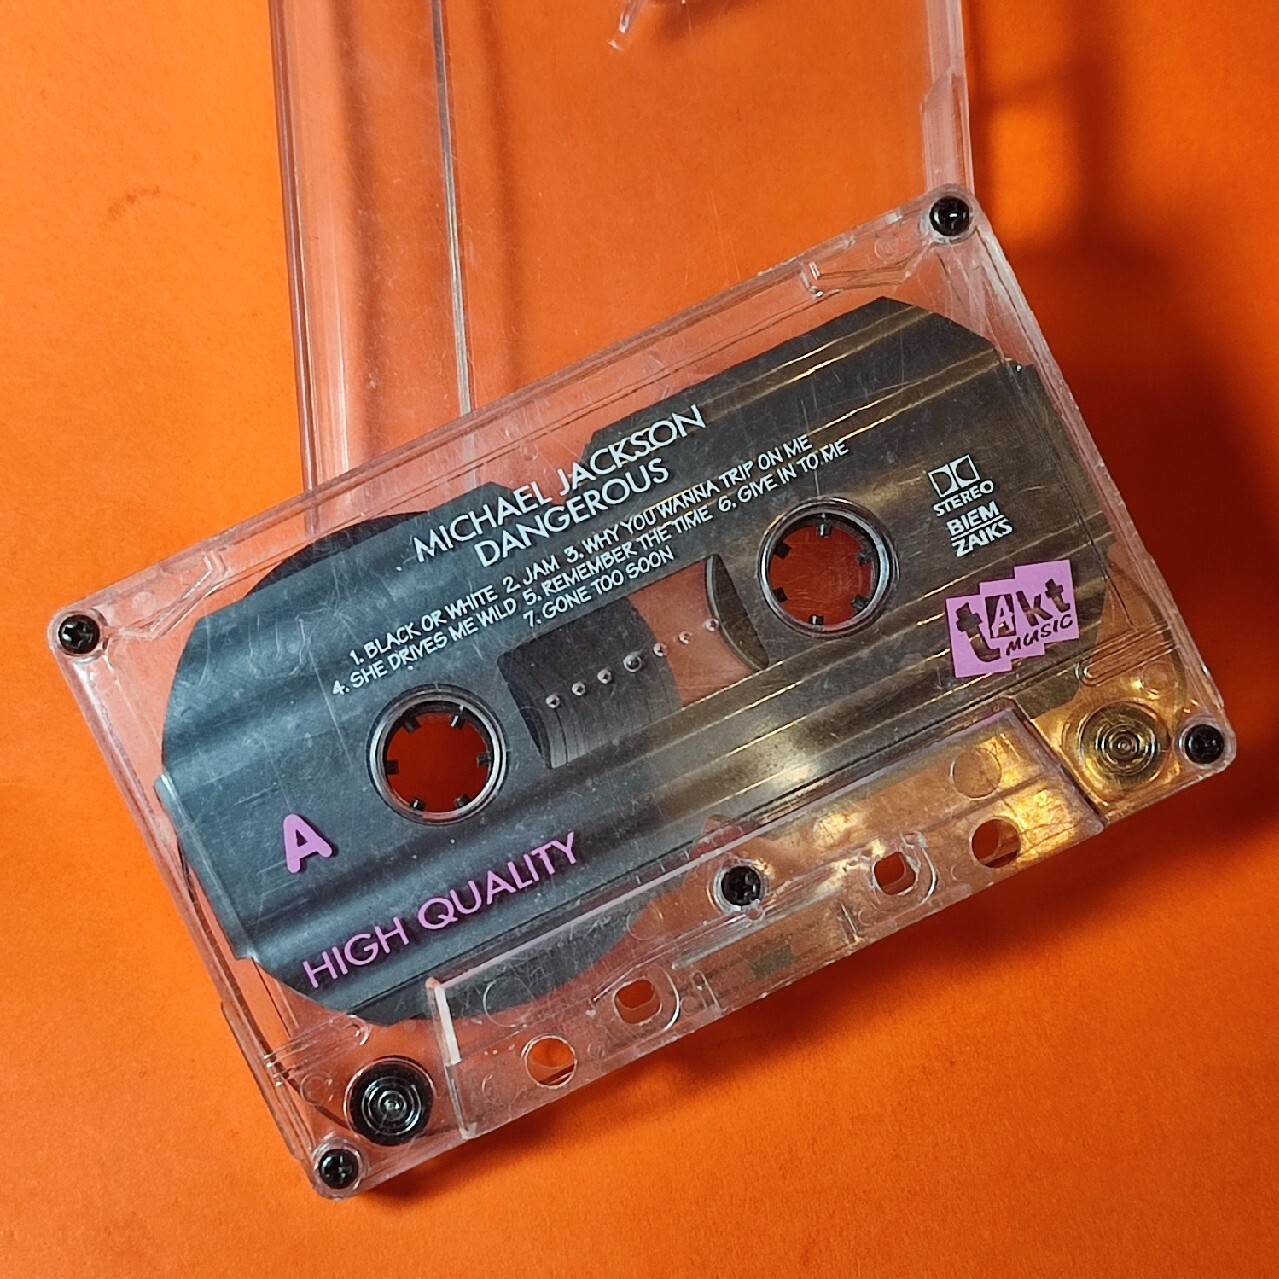 MICHAEL JACKSON
DANGEROUS
1. BLACK OR WHITE 2. JAM 3. WHY YOU WANNA TRIP ON ME
4. SHE DRIVES ME WILD 5. REMEMBER THE TIME 6. GIVE IN TO ME
7. GONE TOO SOON
STEREO
BIEM
ZAIKS
tAkt
MUSIC
A
HIGH QUALITY